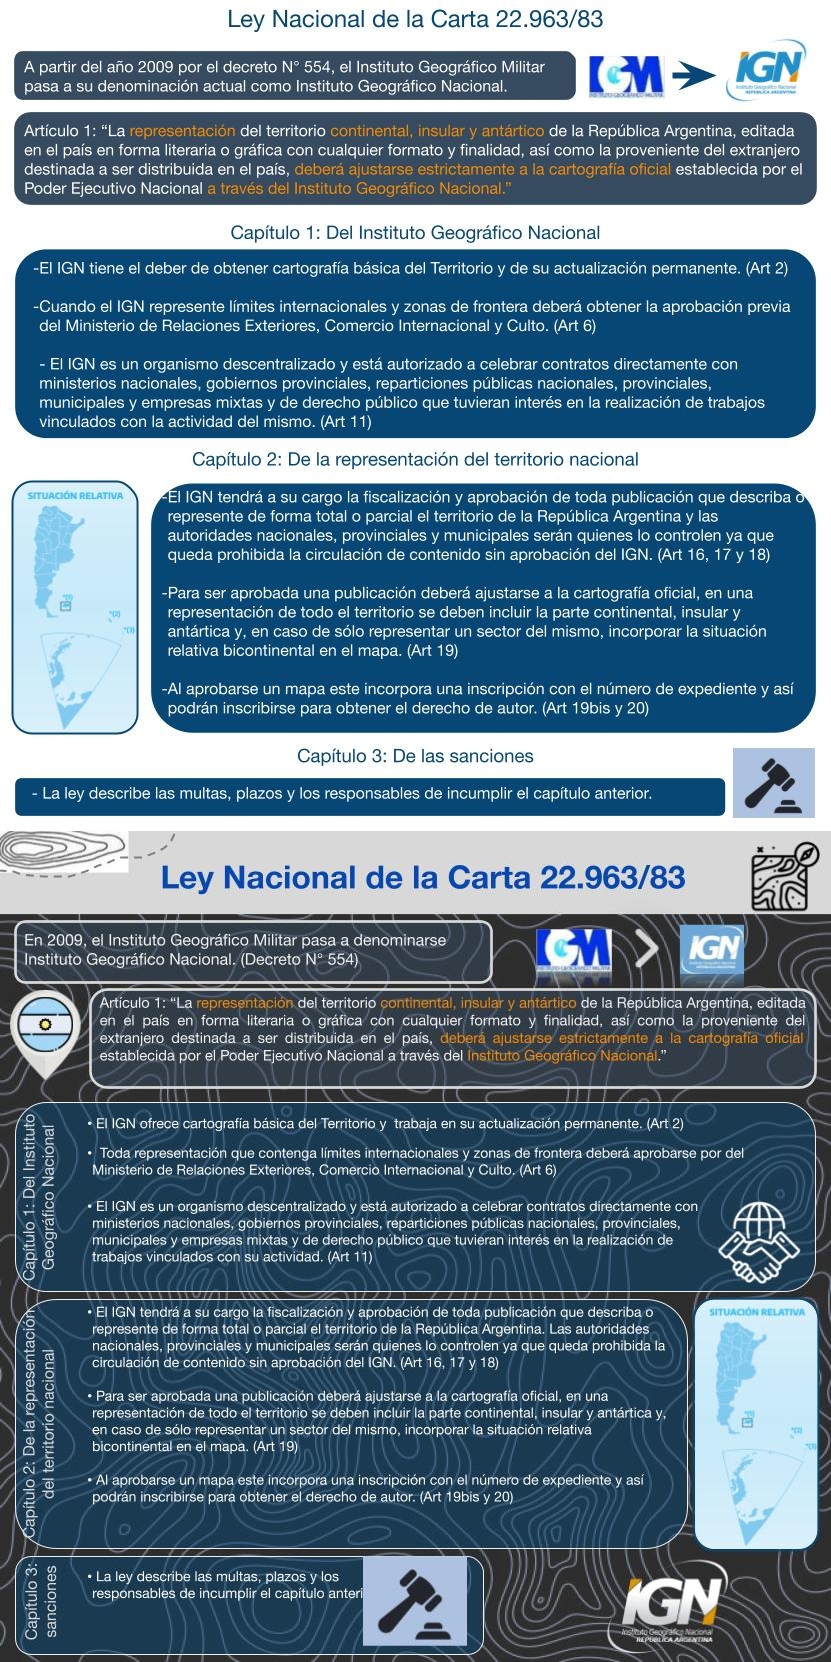 Ley Nacional de la Carta 22.963/83
A partir del año 2009 por el decreto N° 554, el Instituto Geográfico Militar
pasa a su denominación actual como Instituto Geográfico Nacional.
IGM
INSTITUTO GEOGRAFICO MILITAR
IGN
Instituto Geográfico Nacional
REPÚBLICA ARGENTINA
Artículo 1: “La representación del territorio continental, insular y antártico de la República Argentina, editada
en el país en forma literaria o gráfica con cualquier formato y finalidad, así como la proveniente del extranjero
destinada a ser distribuida en el país, deberá ajustarse estrictamente a la cartografía oficial establecida por el
Poder Ejecutivo Nacional a través del Instituto Geográfico Nacional.”
Capítulo 1: Del Instituto Geográfico Nacional
-El IGN tiene el deber de obtener cartografía básica del Territorio y de su actualización permanente. (Art 2)
-Cuando el IGN represente límites internacionales y zonas de frontera deberá obtener la aprobación previa
del Ministerio de Relaciones Exteriores, Comercio Internacional y Culto. (Art 6)
- El IGN es un organismo descentralizado y está autorizado a celebrar contratos directamente con
ministerios nacionales, gobiernos provinciales, reparticiones públicas nacionales, provinciales,
municipales y empresas mixtas y de derecho público que tuvieran interés en la realización de trabajos
vinculados con la actividad del mismo. (Art 11)
Capítulo 2: De la representación del territorio nacional
SITUACIÓN RELATIVA
*(1)
*(2)
*(3)
-El IGN tendrá a su cargo la fiscalización y aprobación de toda publicación que describa o
represente de forma total o parcial el territorio de la República Argentina y las
autoridades nacionales, provinciales y municipales serán quienes lo controlen ya que
queda prohibida la circulación de contenido sin aprobación del IGN. (Art 16, 17 y 18)
-Para ser aprobada una publicación deberá ajustarse a la cartografía oficial, en una
representación de todo el territorio se deben incluir la parte continental, insular y
antártica y, en caso de sólo representar un sector del mismo, incorporar la situación
relativa bicontinental en el mapa. (Art 19)
-Al aprobarse un mapa este incorpora una inscripción con el número de expediente y así
podrán inscribirse para obtener el derecho de autor. (Art 19bis y 20)
Capítulo 3: De las sanciones
- La ley describe las multas, plazos y los responsables de incumplir el capítulo anterior.
Ley Nacional de la Carta 22.963/83
En 2009, el Instituto Geográfico Militar pasa a denominarse
Instituto Geográfico Nacional. (Decreto N° 554)
IGM
INSTITUTO GEOGRAFICO MILITAR
IGN
Instituto Geográfico Nacional
REPÚBLICA ARGENTINA
Artículo 1: “La representación del territorio continental, insular y antártico de la República Argentina, editada
en el país en forma literaria o gráfica con cualquier formato y finalidad, así como la proveniente del
extranjero destinada a ser distribuida en el país, deberá ajustarse estrictamente a la cartografía oficial
establecida por el Poder Ejecutivo Nacional a través del Instituto Geográfico Nacional.”
Capítulo 1: Del Instituto
Geográfico Nacional
• El IGN ofrece cartografía básica del Territorio y trabaja en su actualización permanente. (Art 2)
• Toda representación que contenga límites internacionales y zonas de frontera deberá aprobarse por del
Ministerio de Relaciones Exteriores, Comercio Internacional y Culto. (Art 6)
• El IGN es un organismo descentralizado y está autorizado a celebrar contratos directamente con
ministerios nacionales, gobiernos provinciales, reparticiones públicas nacionales, provinciales,
municipales y empresas mixtas y de derecho público que tuvieran interés en la realización de
trabajos vinculados con su actividad. (Art 11)
Capítulo 2: De la representación
del territorio nacional
• El IGN tendrá a su cargo la fiscalización y aprobación de toda publicación que describa o
represente de forma total o parcial el territorio de la República Argentina. Las autoridades
nacionales, provinciales y municipales serán quienes lo controlen ya que queda prohibida la
circulación de contenido sin aprobación del IGN. (Art 16, 17 y 18)
• Para ser aprobada una publicación deberá ajustarse a la cartografía oficial, en una
representación de todo el territorio se deben incluir la parte continental, insular y antártica y,
en caso de sólo representar un sector del mismo, incorporar la situación relativa
bicontinental en el mapa. (Art 19)
• Al aprobarse un mapa este incorpora una inscripción con el número de expediente y así
podrán inscribirse para obtener el derecho de autor. (Art 19bis y 20)
SITUACIÓN RELATIVA
*(1)
*(2)
*(3)
Capítulo 3:
sanciones
• La ley describe las multas, plazos y los
responsables de incumplir el capítulo anteri
IGN
Instituto Geográfico Nacional
REPÚBLICA ARGENTINA